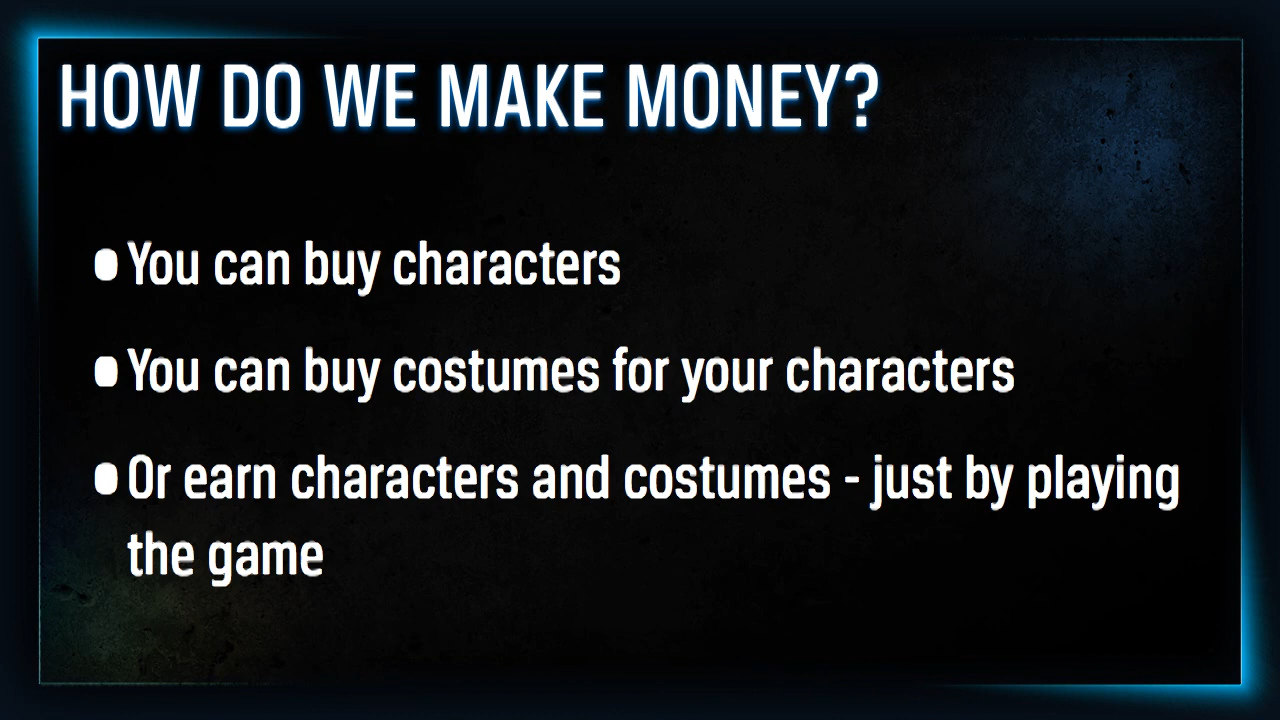 HOW DO WE MAKE MONEY?
• You can buy characters
• You can buy costumes for your characters
• Or earn characters and costumes - just by playing
the game